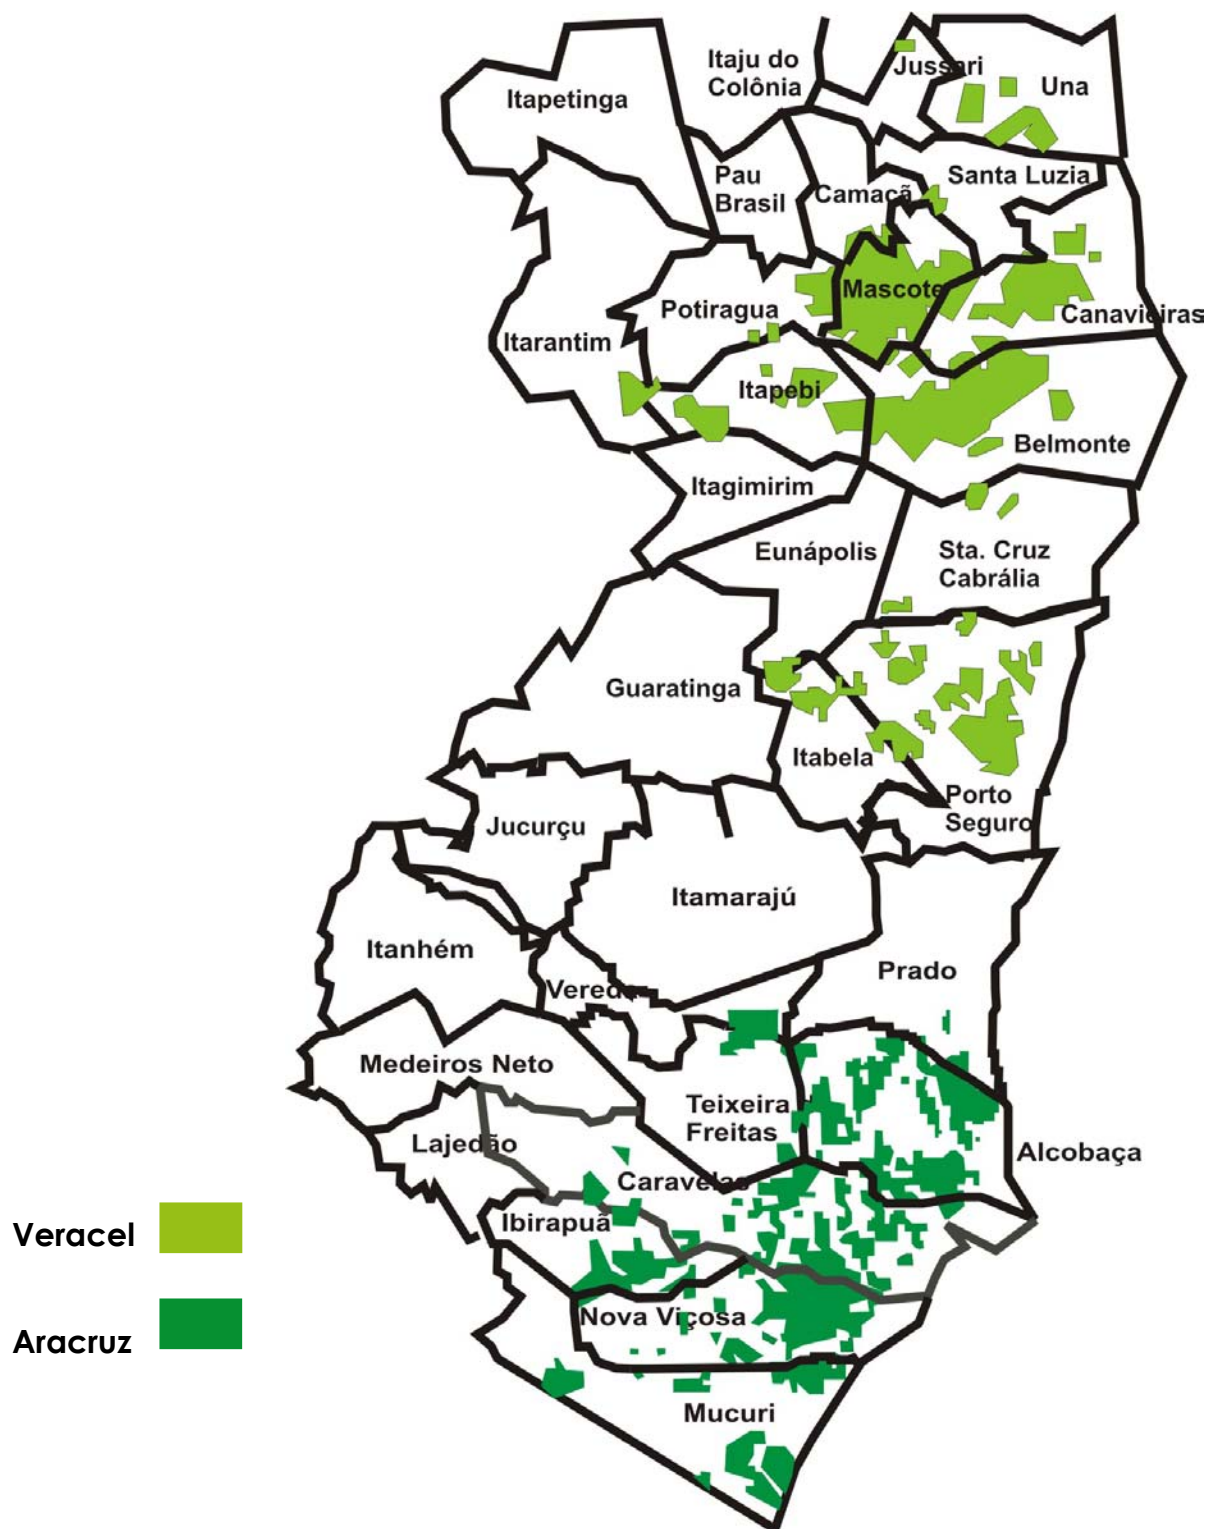 Itaju do
Colônia
Jussari
Una
Itapetinga
Pau
Brasil
Camacã
Santa Luzia
Mascote
Potiragua
Canavieiras
Itarantim
Itapebi
Belmonte
Itagimirim
Eunápolis
Sta. Cruz
Cabrália
Guaratinga
Itabela
Porto
Seguro
Jucurçu
Itamarajú
Itanhém
Prado
Vereda
Medeiros Neto
Teixeira
Freitas
Lajedão
Alcobaça
Caravelas
Ibirapuã
Veracel
Nova Viçosa
Aracruz
Mucuri